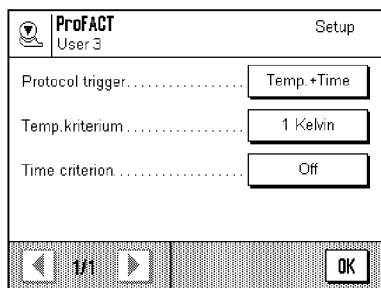 ProFACT
Setup
User 3
Protocol trigger.................... Temp.+Time
Temp.kriterium.................... 1 Kelvin
Time criterion.................... Off
1/1
OK